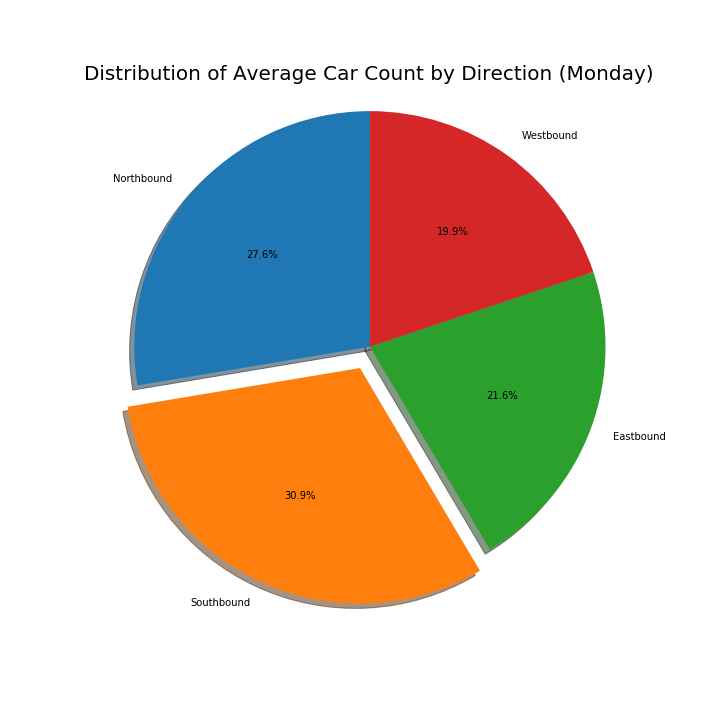 Distribution of Average Car Count by Direction (Monday)
Westbound
Northbound
19.9%
27.6%
21.6%
Eastbound
30.9%
Southbound